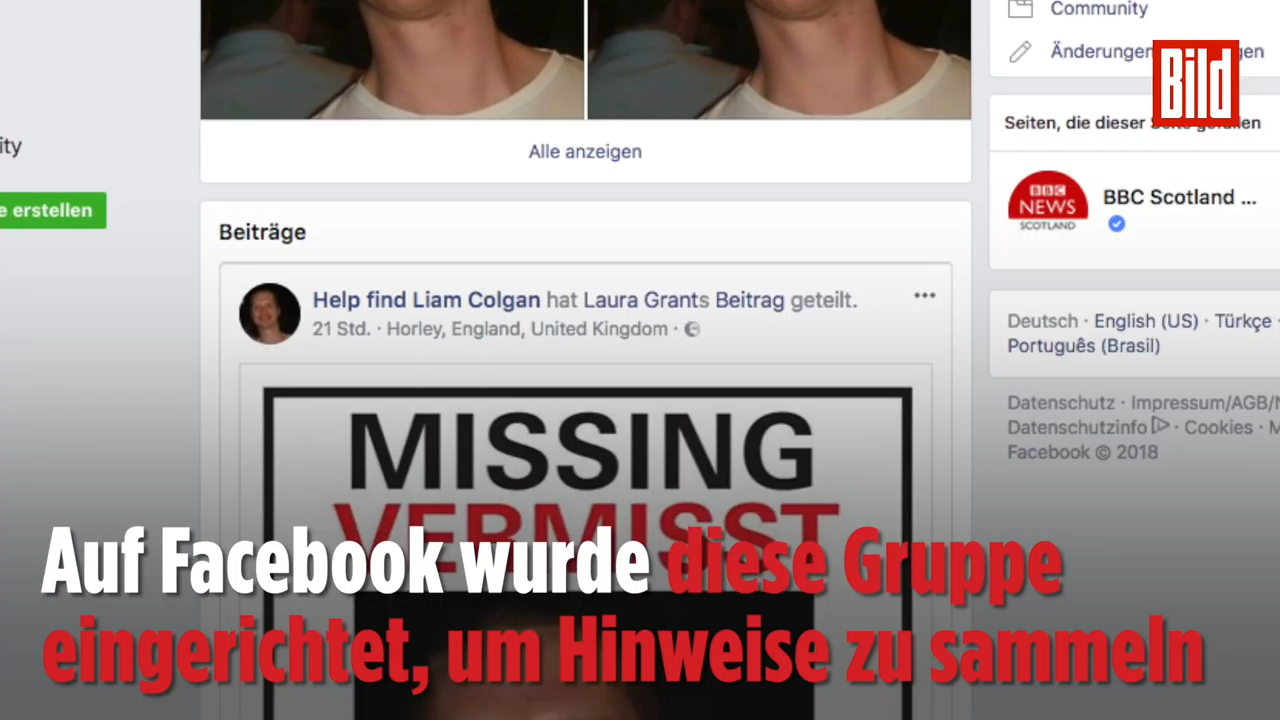 Community
Änderungen
Bild
Seiten, die dieser Seite gefallen
ity
e erstellen
Alle anzeigen
BBC
NEWS
SCOTLAND
BBC Scotland ...
Beiträge
Help find Liam Colgan hat Laura Grants Beitrag geteilt.
21 Std. · Horley, England, United Kingdom ·
Deutsch · English (US) · Türkçe ·
Português (Brasil)
Datenschutz · Impressum/AGB/
Datenschutzinfo · Cookies ·
Facebook © 2018
MISSING
VERMISST
Auf Facebook wurde diese Gruppe
eingerichtet, um Hinweise zu sammeln